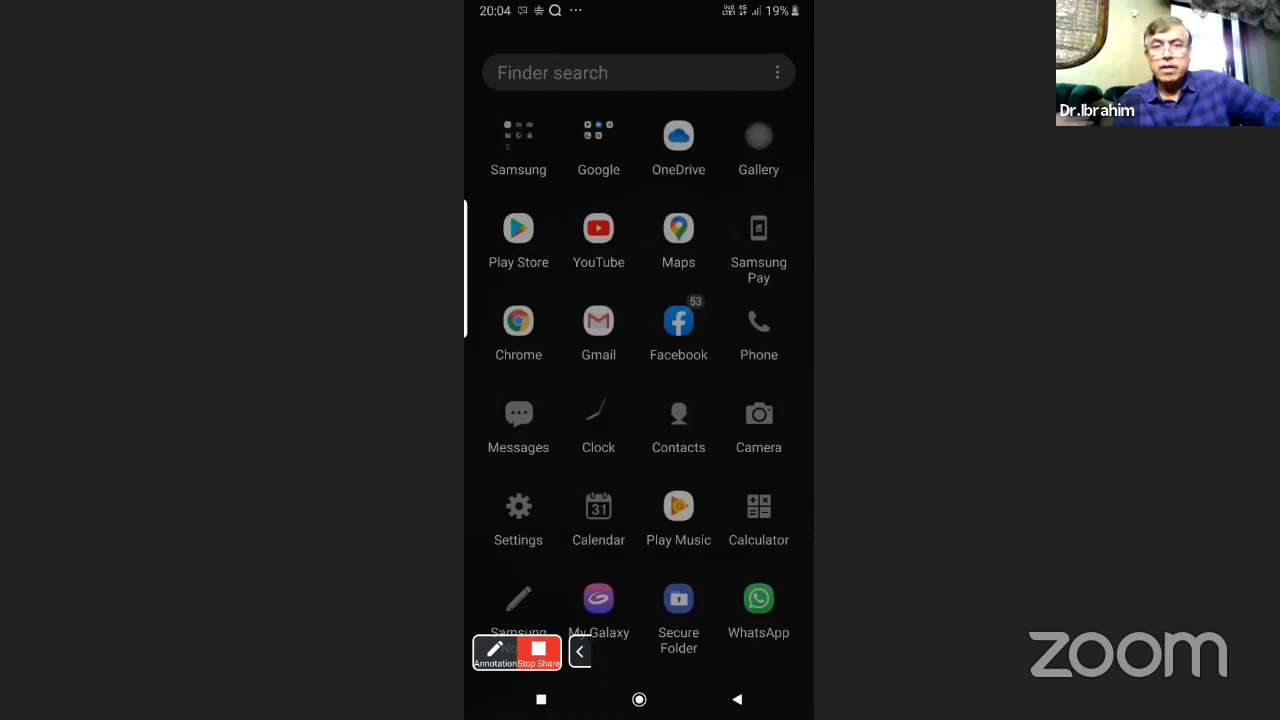 20:04
19%
Dr.Ibrahim
Finder search
Samsung Google OneDrive Gallery
Play Store YouTube Maps Samsung Pay
53
Chrome Gmail Facebook Phone
Messages Clock Contacts Camera
31
Settings Calendar Play Music Calculator
Samsung No My Galaxy Secure Folder WhatsApp
Annotation Stop Share
zoom